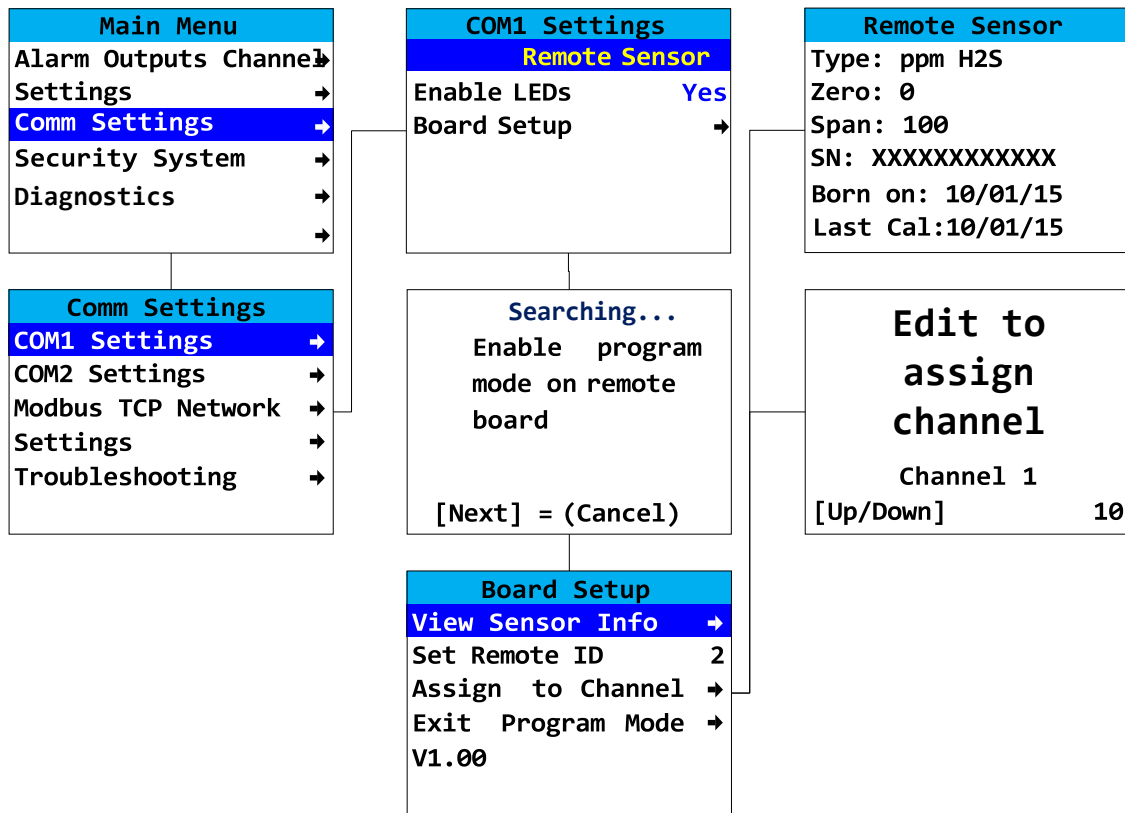 Main Menu
Alarm Outputs Channel
Settings
Comm Settings
Security System
Diagnostics
Comm Settings
COM1 Settings
COM2 Settings
Modbus TCP Network
Settings
Troubleshooting
COM1 Settings
Remote Sensor
Enable LEDs Yes
Board Setup
Searching...
Enable program
mode on remote
board
[Next] = (Cancel)
Board Setup
View Sensor Info
Set Remote ID 2
Assign to Channel
Exit Program Mode
V1.00
Remote Sensor
Type: ppm H2S
Zero: 0
Span: 100
SN: XXXXXXXXXXXX
Born on: 10/01/15
Last Cal:10/01/15
Edit to
assign
channel
Channel 1
[Up/Down] 10